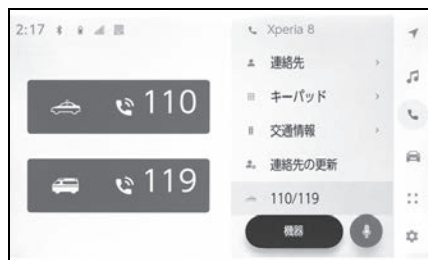 2:17
110
119
Xperia 8
連絡先
キーパッド
交通情報
連絡先の更新
110/119
機器